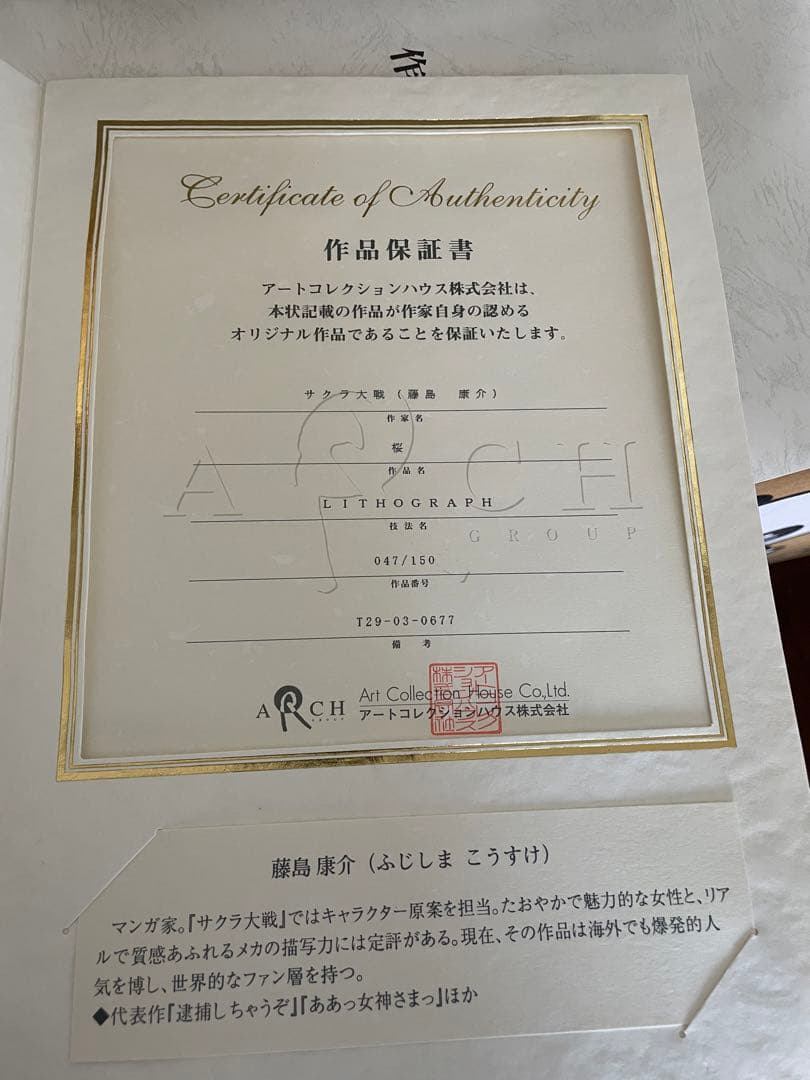 作
Certificate of Authenticity
作品保証書
アートコレクションハウス株式会社は、
本状記載の作品が作家自身の認める
オリジナル作品であることを保証いたします。
サクラ大戦(藤島 康介)
作家名
桜
作品名
LITHOGRAPH
技法名
ARCH
GROUP
047/150
作品番号
T29-03-0677
備 考
ARCH
GROUP
Art Collection House Co.,Ltd.
アートコレクションハウス株式会社
藤島 康介(ふじしま こうすけ)
マンガ家。『サクラ大戦』ではキャラクター原案を担当。たおやかで魅力的な女性と、リア
ルで質感あふれるメカの描写力には定評がある。現在、その作品は海外でも爆発的人
気を博し、世界的なファン層を持つ。
◆代表作『逮捕しちゃうぞ』『ああっ女神さまっ』ほか